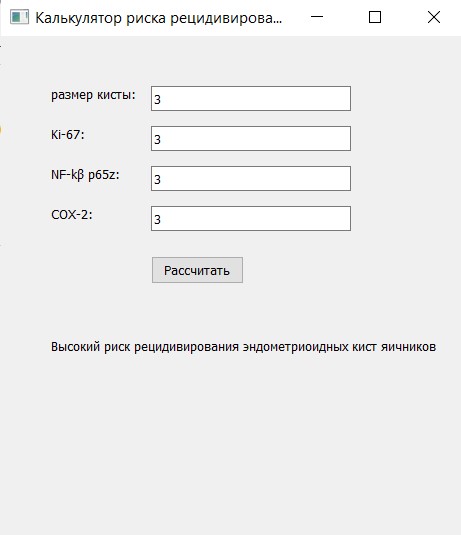 Калькулятор риска рецидивирова...
размер кисты: 3
Ki-67: 3
NF-kβ p65z: 3
COX-2: 3
Рассчитать
Высокий риск рецидивирования эндометриоидных кист яичников